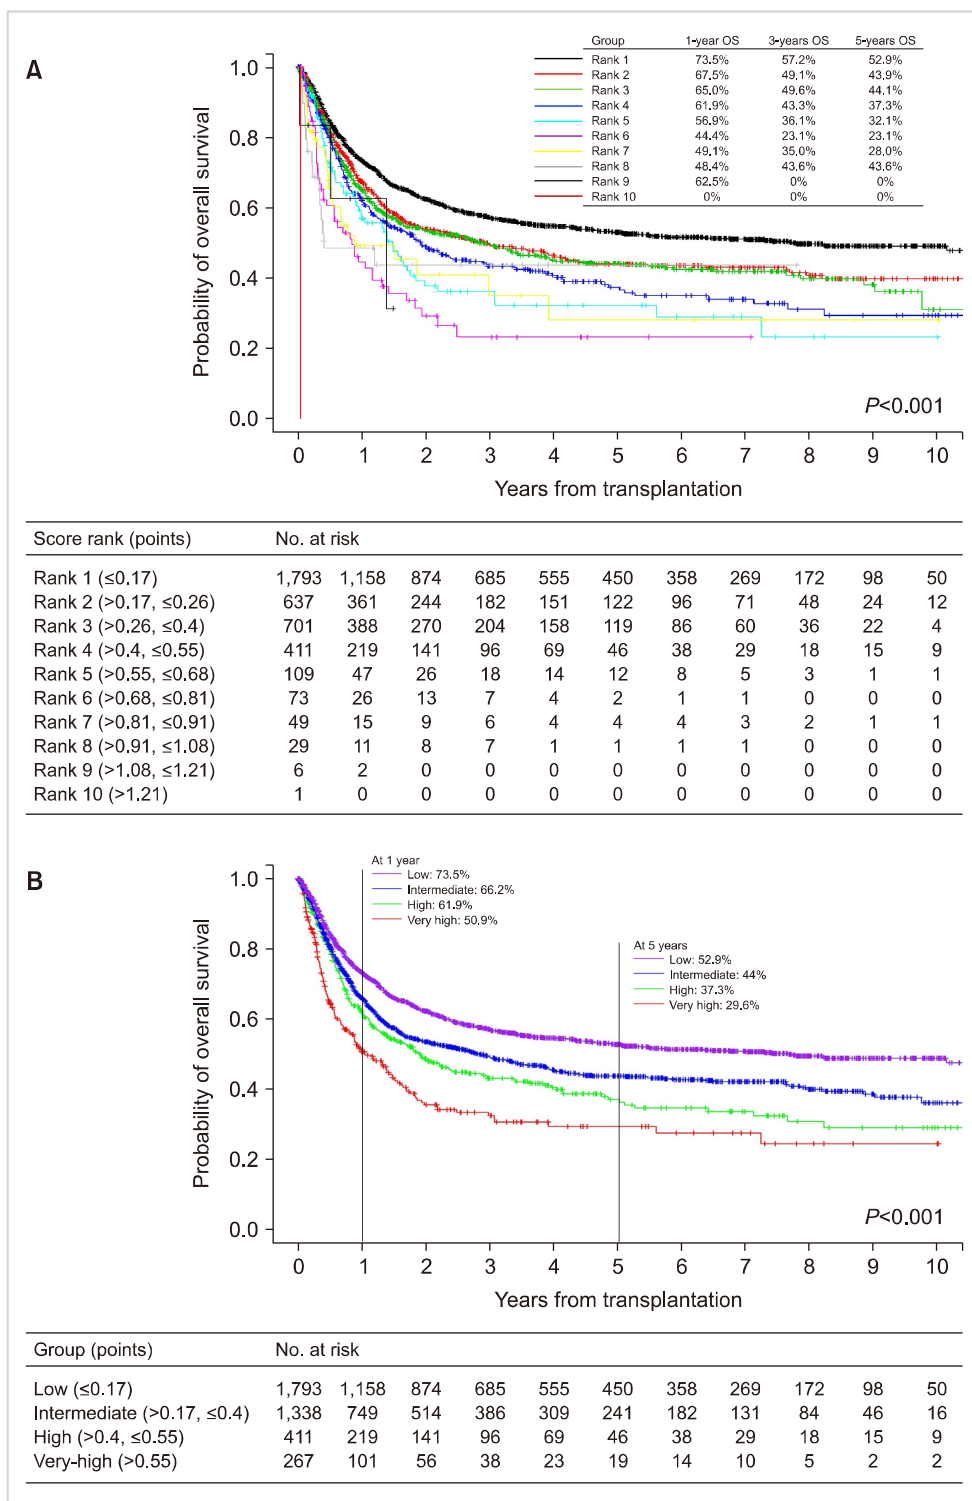 A
Group 1-year OS 3-years OS 5-years OS
Rank 1 73.5% 57.2% 52.9%
Rank 2 67.5% 49.1% 43.9%
Rank 3 65.0% 49.6% 44.1%
Rank 4 61.9% 43.3% 37.3%
Rank 5 56.9% 36.1% 32.1%
Rank 6 44.4% 23.1% 23.1%
Rank 7 49.1% 35.0% 28.0%
Rank 8 48.4% 43.6% 43.6%
Rank 9 62.5% 0% 0%
Rank 10 0% 0% 0%
Probability of overall survival
1.0
0.8
0.6
0.4
0.2
0.0
P<0.001
0 1 2 3 4 5 6 7 8 9 10
Years from transplantation
Score rank (points) No. at risk
Rank 1 (≤0.17) 1,793 1,158 874 685 555 450 358 269 172 98 50
Rank 2 (>0.17, ≤0.26) 637 361 244 182 151 122 96 71 48 24 12
Rank 3 (>0.26, ≤0.4) 701 388 270 204 158 119 86 60 36 22 4
Rank 4 (>0.4, ≤0.55) 411 219 141 96 69 46 38 29 18 15 9
Rank 5 (>0.55, ≤0.68) 109 47 26 18 14 12 8 5 3 1 1
Rank 6 (>0.68, ≤0.81) 73 26 13 7 4 2 1 1 0 0 0
Rank 7 (>0.81, ≤0.91) 49 15 9 6 4 4 4 3 2 1 1
Rank 8 (>0.91, ≤1.08) 29 11 8 7 1 1 1 1 0 0 0
Rank 9 (>1.08, ≤1.21) 6 2 0 0 0 0 0 0 0 0 0
Rank 10 (>1.21) 1 0 0 0 0 0 0 0 0 0 0
B
At 1 year
Low: 73.5%
Intermediate: 66.2%
High: 61.9%
Very high: 50.9%
At 5 years
Low: 52.9%
Intermediate: 44%
High: 37.3%
Very high: 29.6%
Probability of overall survival
1.0
0.8
0.6
0.4
0.2
0.0
P<0.001
0 1 2 3 4 5 6 7 8 9 10
Years from transplantation
Group (points) No. at risk
Low (≤0.17) 1,793 1,158 874 685 555 450 358 269 172 98 50
Intermediate (>0.17, ≤0.4) 1,338 749 514 386 309 241 182 131 84 46 16
High (>0.4, ≤0.55) 411 219 141 96 69 46 38 29 18 15 9
Very-high (>0.55) 267 101 56 38 23 19 14 10 5 2 2